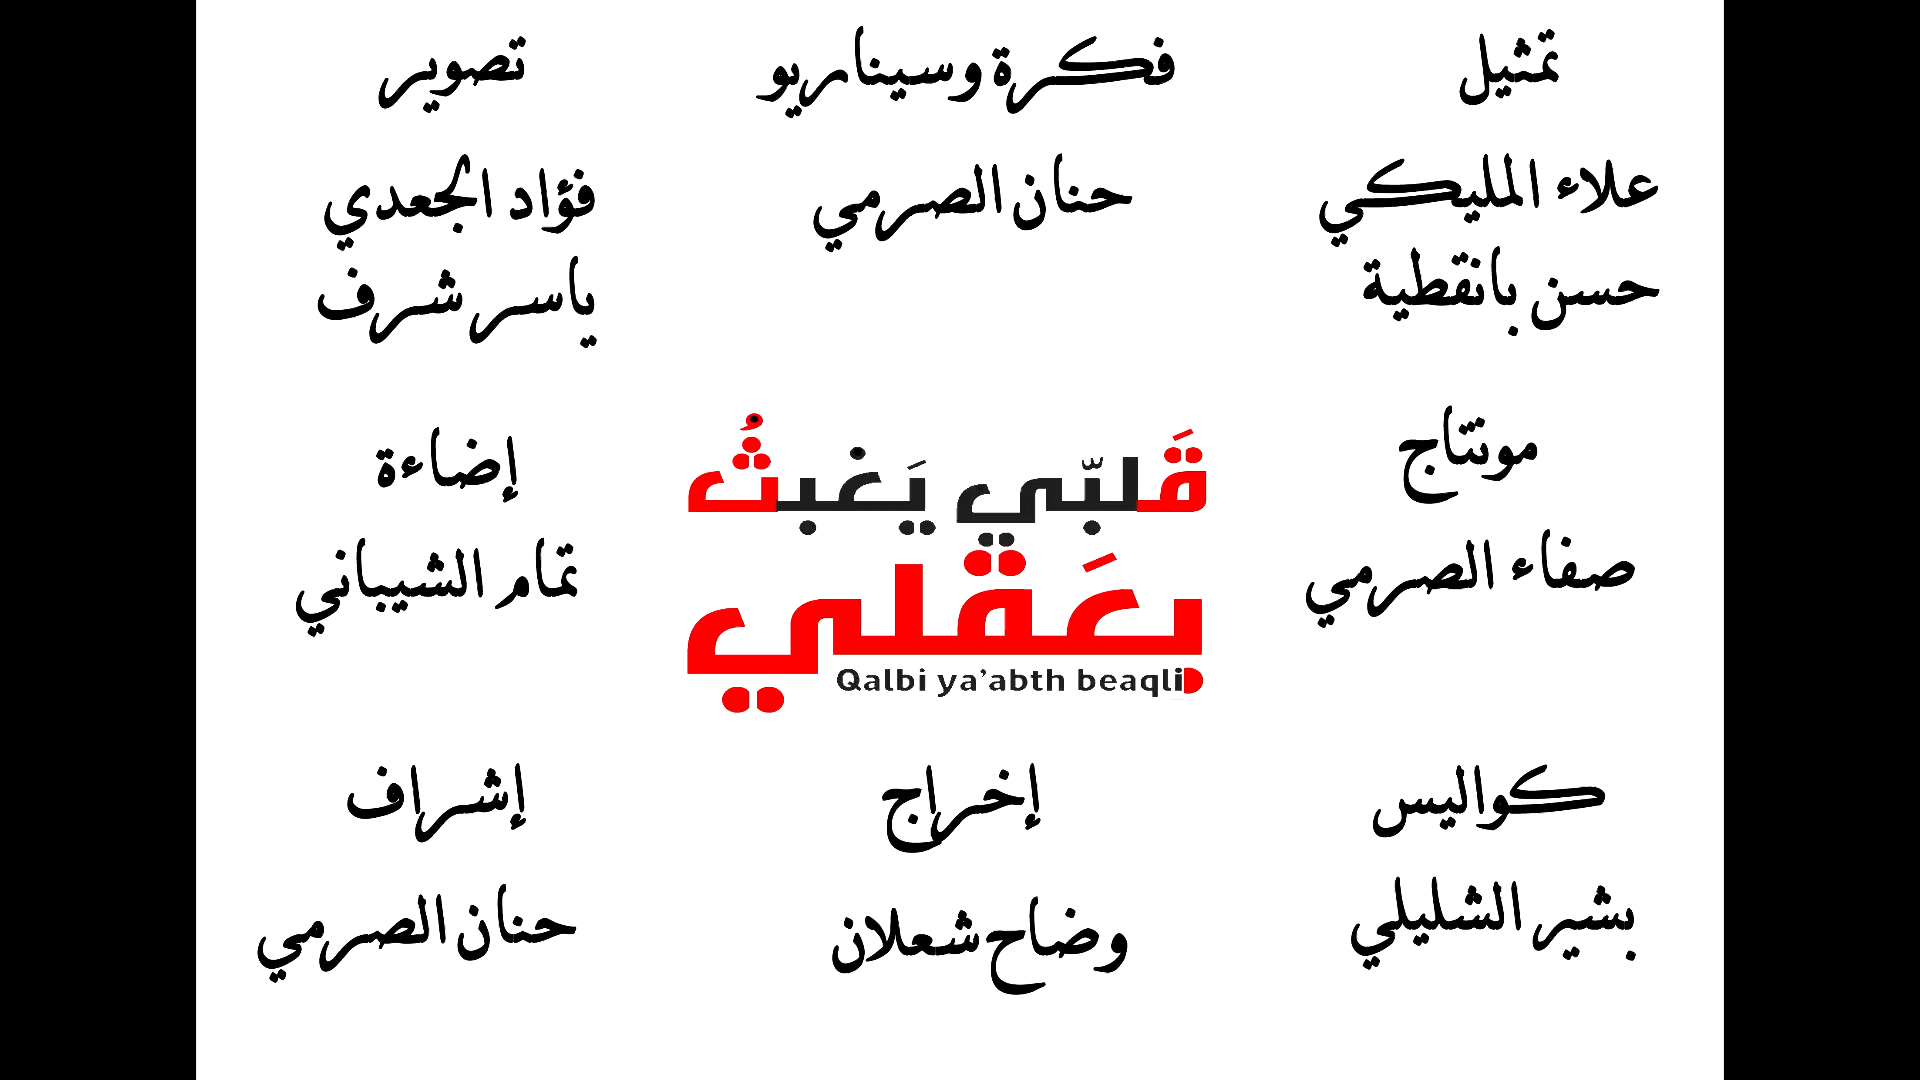 تمثيل
علاء المليكي
حسن بانقطية
فكرة وسيناريو
حنان الصرمي
تصوير
فؤاد الجعدي
ياسر شرف
مونتاج
صفاء الصرمي
قَلبّي يَغبثُ
بعَقلي
Qalbi ya’abth beaqli
إضاءة
تمام الشيباني
كواليس
بشير الشليلي
إخراج
وضاح شعلان
إشراف
حنان الصرمي